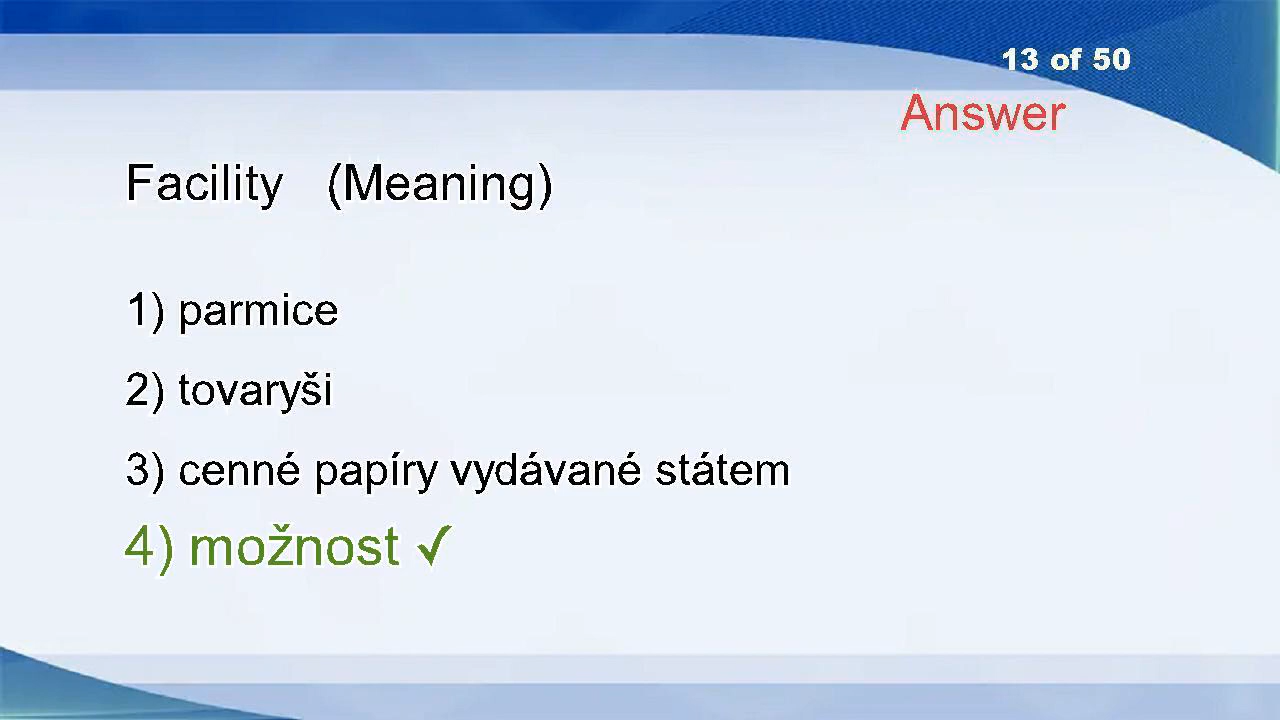 13 of 50
Answer
Facility (Meaning)
1) parmice
2) tovaryši
3) cenné papíry vydávané státem
4) možnost ✓